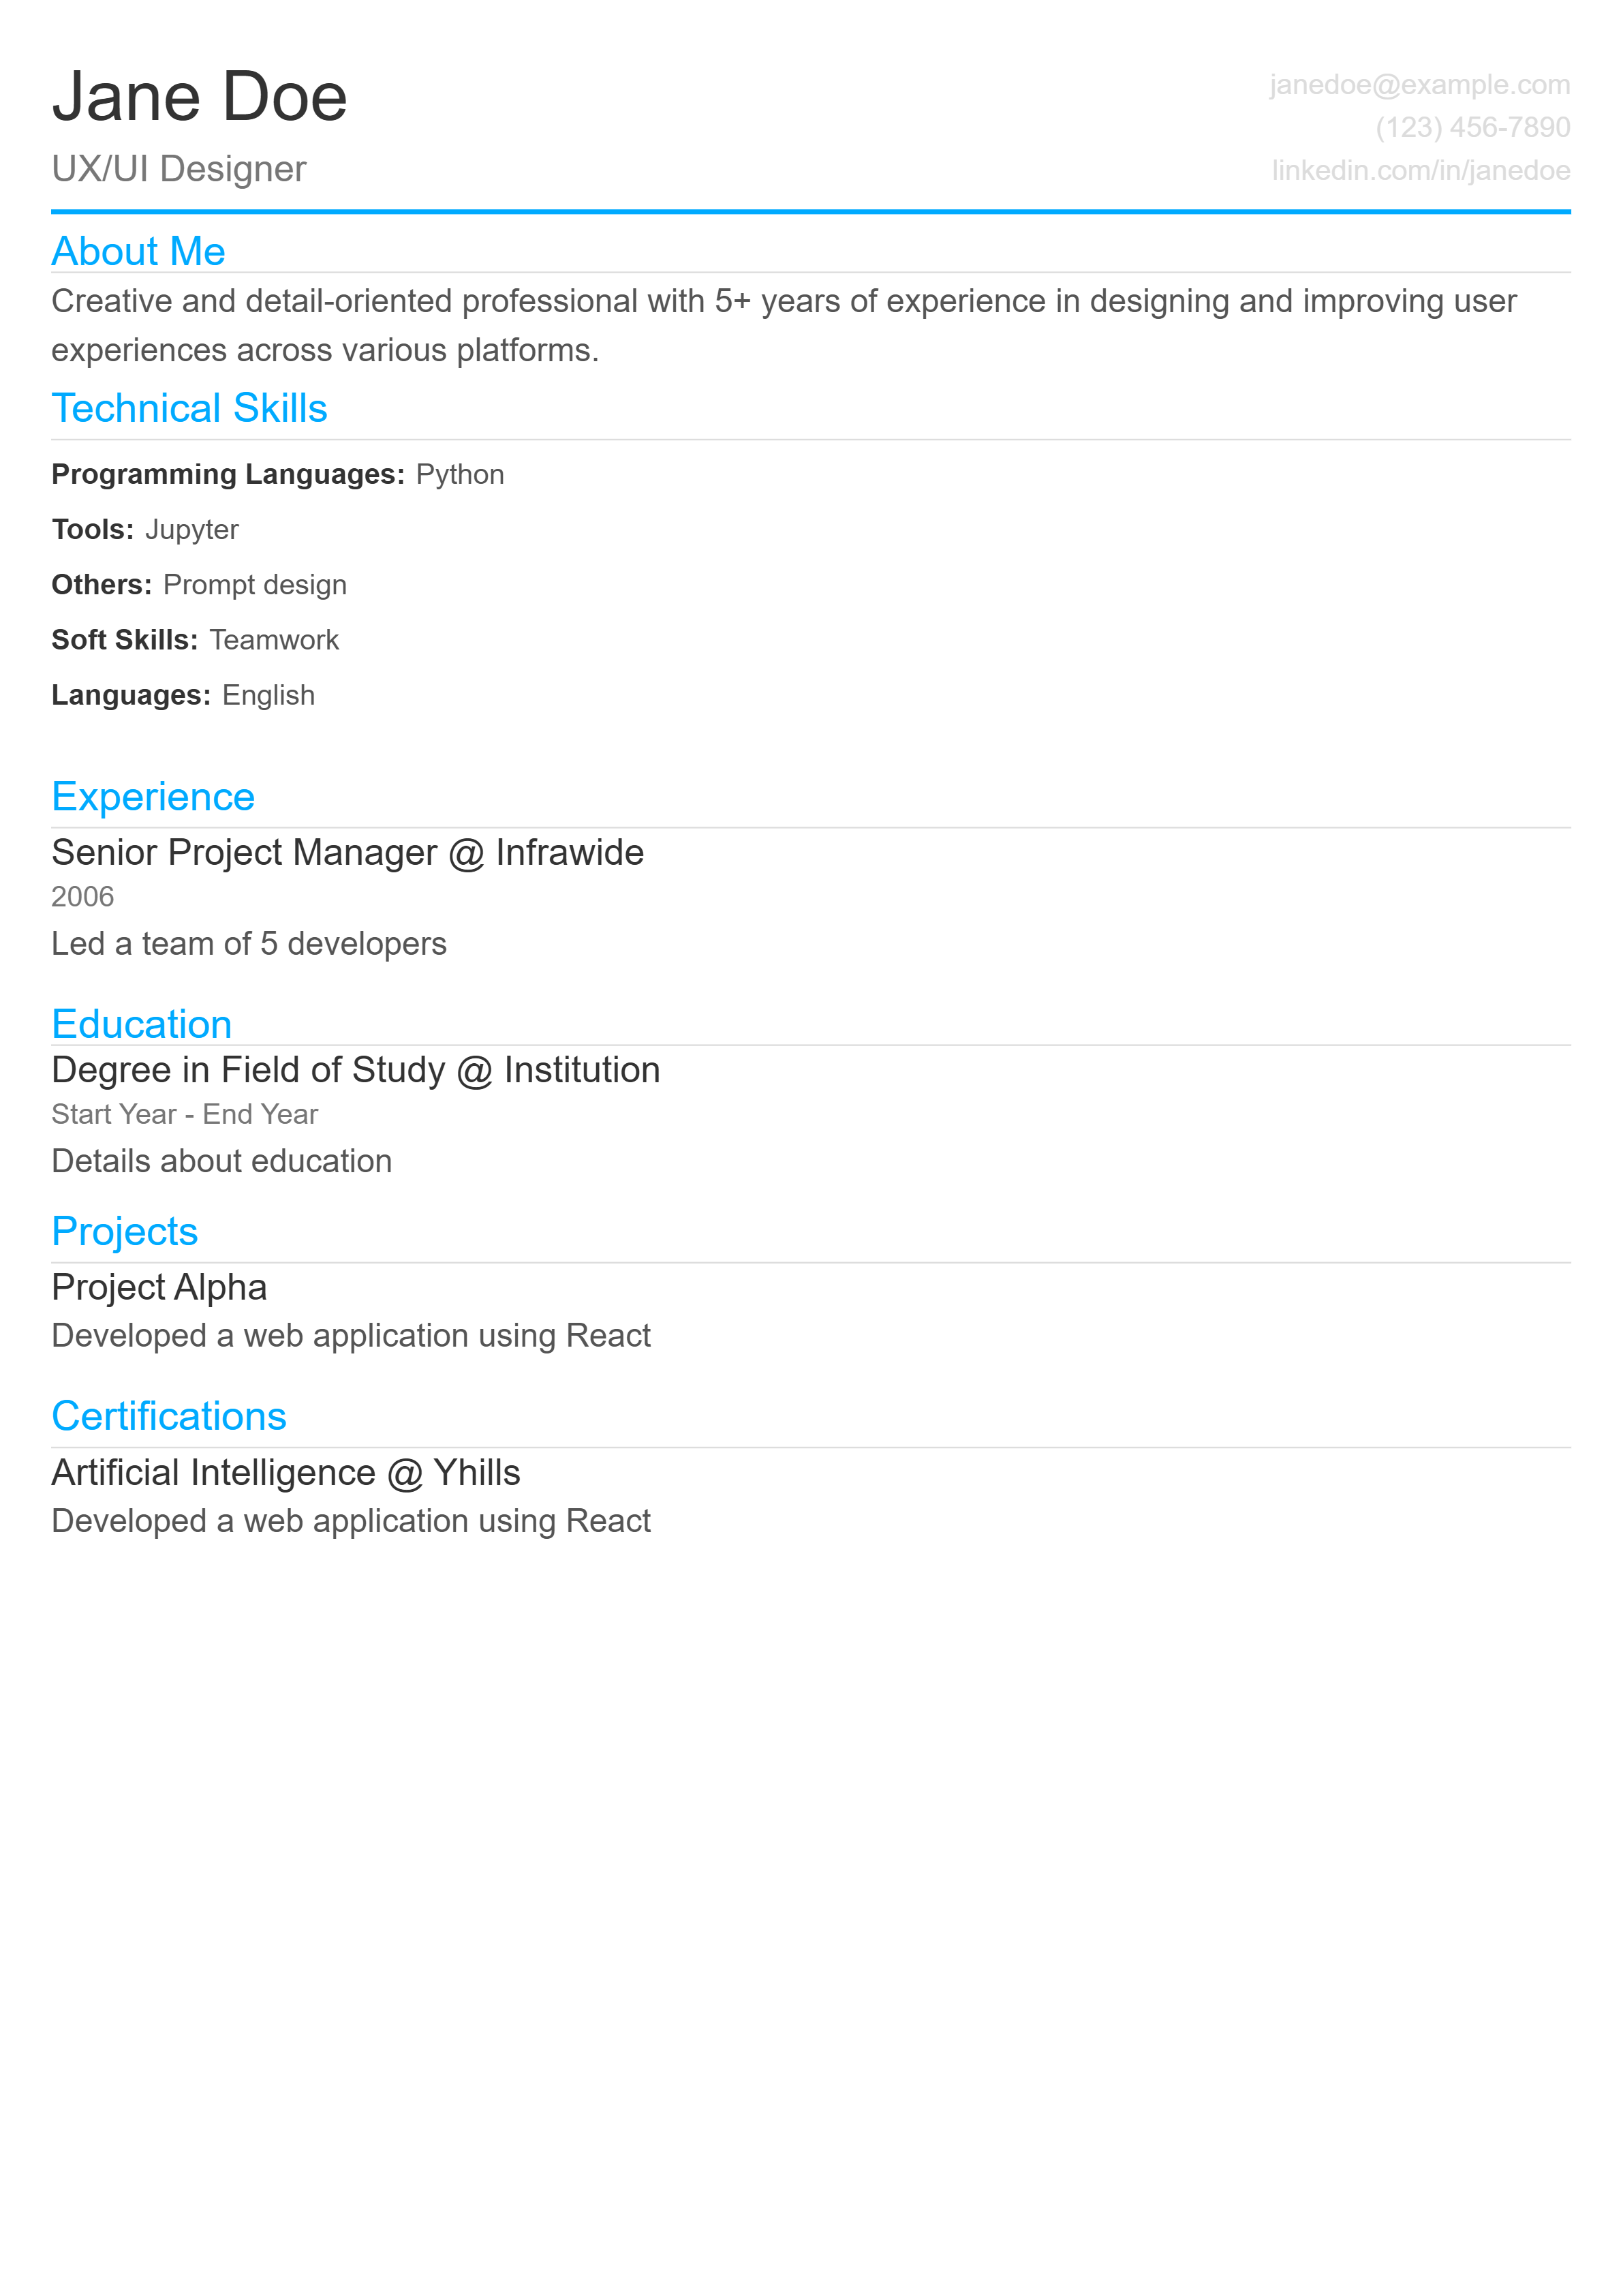 Jane Doe
UX/UI Designer
janedoe@example.com
(123) 456-7890
linkedin.com/in/janedoe
About Me
Creative and detail-oriented professional with 5+ years of experience in designing and improving user
experiences across various platforms.
Technical Skills
Programming Languages: Python
Tools: Jupyter
Others: Prompt design
Soft Skills: Teamwork
Languages: English
Experience
Senior Project Manager @ Infrawide
2006
Led a team of 5 developers
Education
Degree in Field of Study @ Institution
Start Year - End Year
Details about education
Projects
Project Alpha
Developed a web application using React
Certifications
Artificial Intelligence @ Yhills
Developed a web application using React